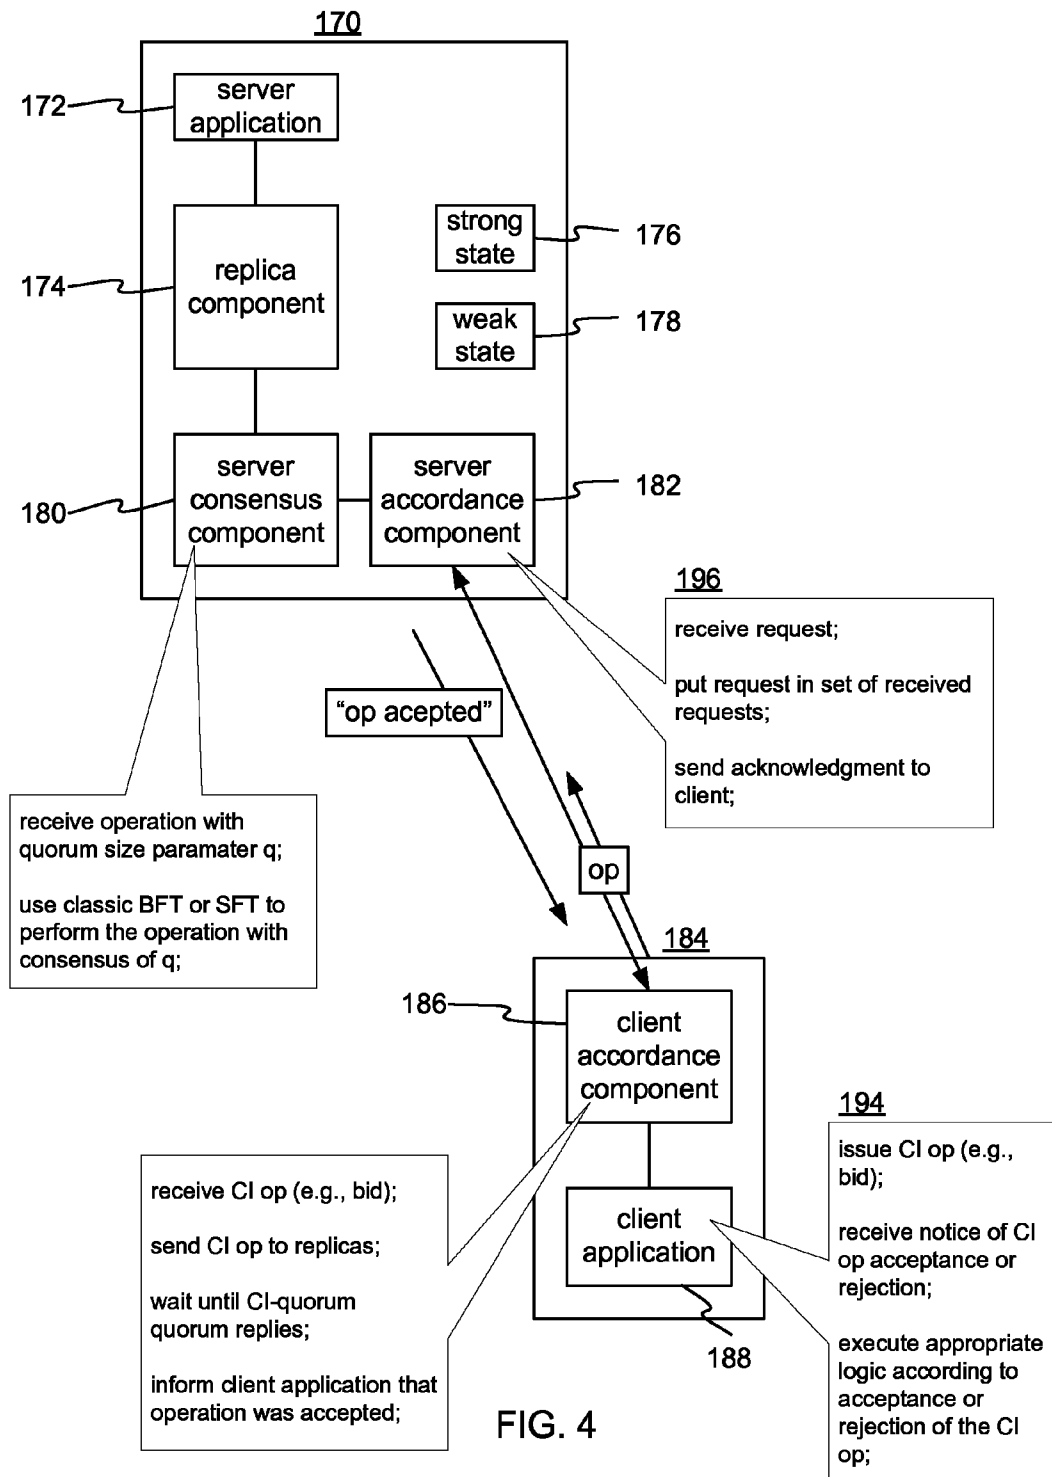 170
172
server
application
174
replica
component
strong
state
176
weak
state
178
180
server
consensus
component
server
accordance
component
182
196
receive request;
put request in set of received
requests;
send acknowledgment to
client;
"op acepted"
op
receive operation with
quorum size paramater q;
use classic BFT or SFT to
perform the operation with
consensus of q;
184
186
client
accordance
component
client
application
188
194
issue CI op (e.g.,
bid);
receive notice of CI
op acceptance or
rejection;
execute appropriate
logic according to
acceptance or
rejection of the CI
op;
receive CI op (e.g., bid);
send CI op to replicas;
wait until CI-quorum
quorum replies;
inform client application that
operation was accepted;
FIG. 4